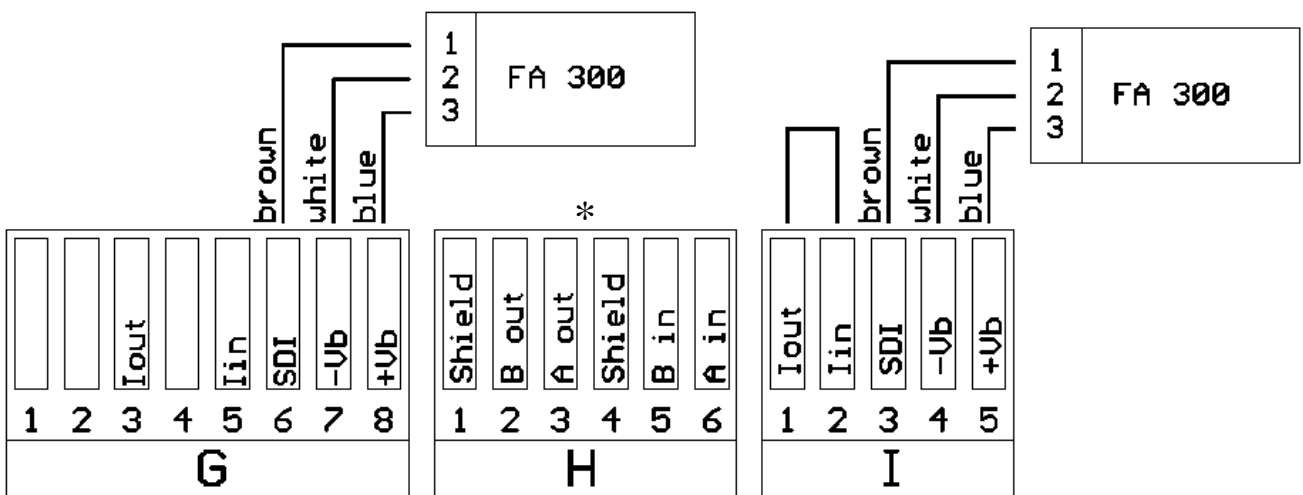 1
2 FA 300
3
1
2 FA 300
3
brown
white
blue
*
brown
white
blue
Iout
Iin
SDI
-Vb
+Vb
Shield
B out
A out
Shield
B in
A in
Iout
Iin
SDI
-Vb
+Vb
1 2 3 4 5 6 7 8
1 2 3 4 5 6
1 2 3 4 5
G
H
I